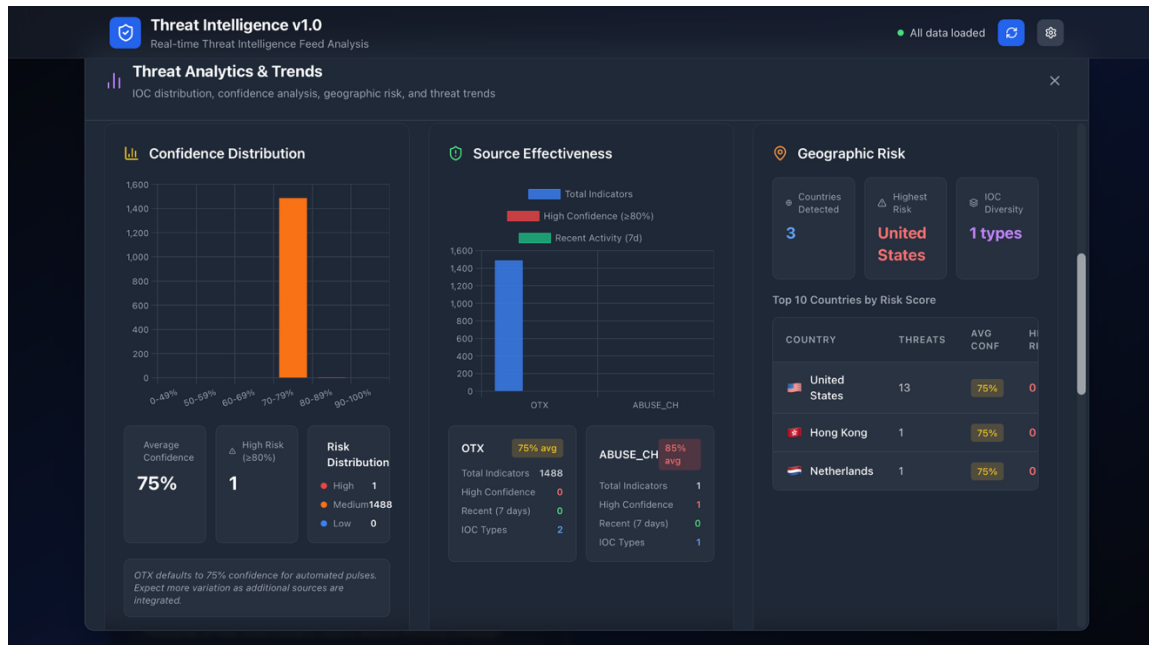 Threat Intelligence v1.0
Real-time Threat Intelligence Feed Analysis
All data loaded
Threat Analytics & Trends
IOC distribution, confidence analysis, geographic risk, and threat trends
Confidence Distribution
1,600
1,400
1,200
1,000
800
600
400
200
0
0-49%
50-59%
60-69%
70-79%
80-89%
90-100%
Average
Confidence
75%
High Risk
(≥80%)
1
Risk
Distribution
High 1
Medium 1488
Low 0
OTX defaults to 75% confidence for automated pulses.
Expect more variation as additional sources are
integrated.
Source Effectiveness
Total Indicators
High Confidence (≥80%)
Recent Activity (7d)
1,600
1,400
1,200
1,000
800
600
400
200
0
OTX
ABUSE_CH
OTX 75% avg
Total Indicators 1488
High Confidence 0
Recent (7 days) 0
IOC Types 2
ABUSE_CH 85%
avg
Total Indicators 1
High Confidence 1
Recent (7 days) 0
IOC Types 1
Geographic Risk
Countries
Detected
3
Highest
Risk
United
States
IOC
Diversity
1 types
Top 10 Countries by Risk Score
COUNTRY THREATS AVG
CONF
United
States 13 75% 0
Hong Kong 1 75% 0
Netherlands 1 75% 0